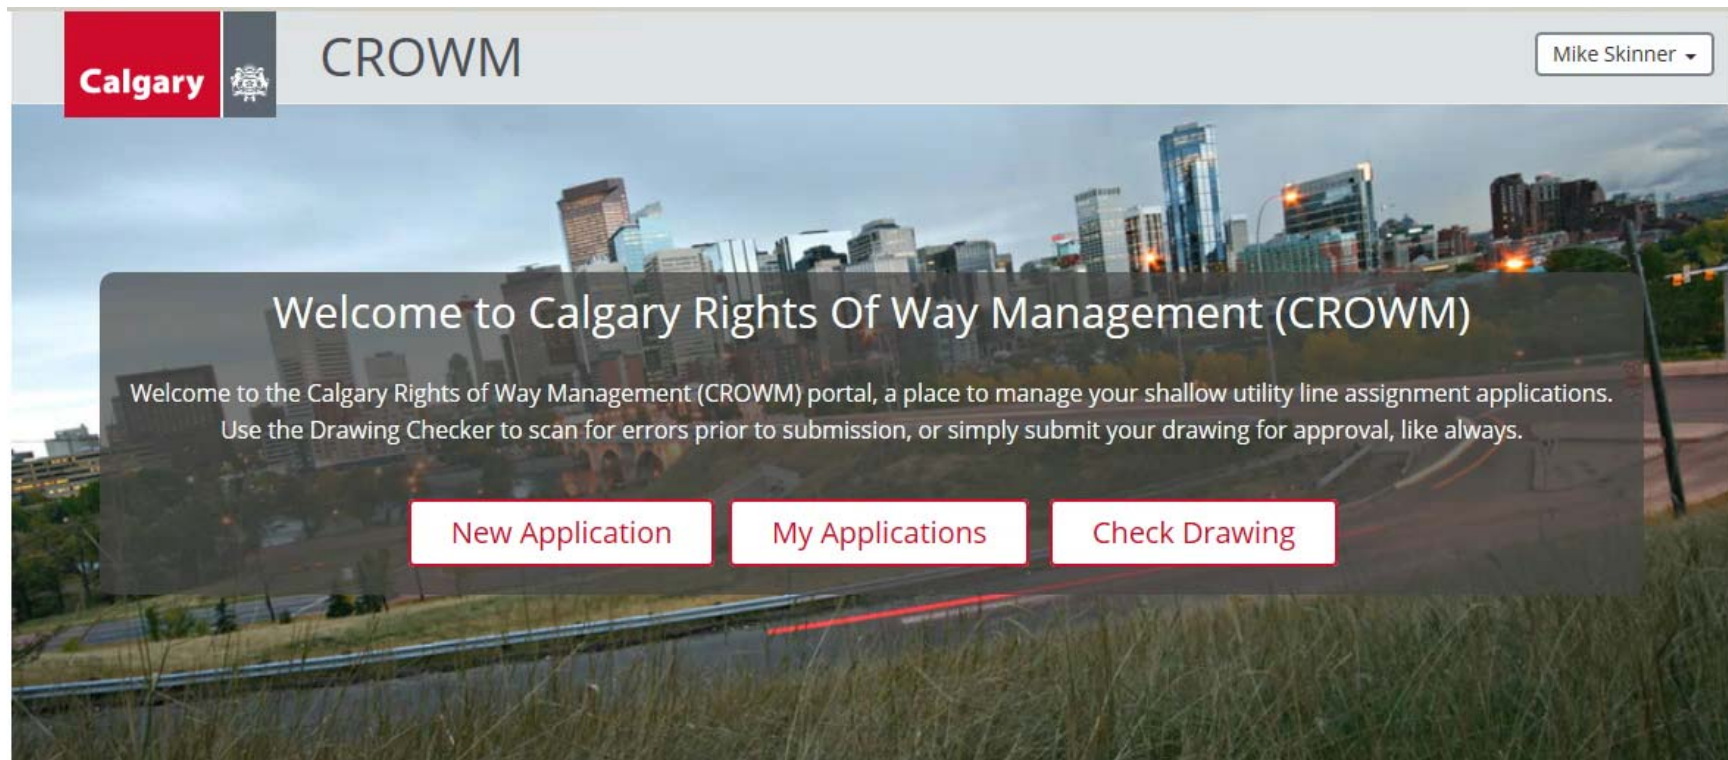 Calgary
CROWM
Mike Skinner
Welcome to Calgary Rights Of Way Management (CROWM)
Welcome to the Calgary Rights of Way Management (CROWM) portal, a place to manage your shallow utility line assignment applications.
Use the Drawing Checker to scan for errors prior to submission, or simply submit your drawing for approval, like always.
New Application
My Applications
Check Drawing